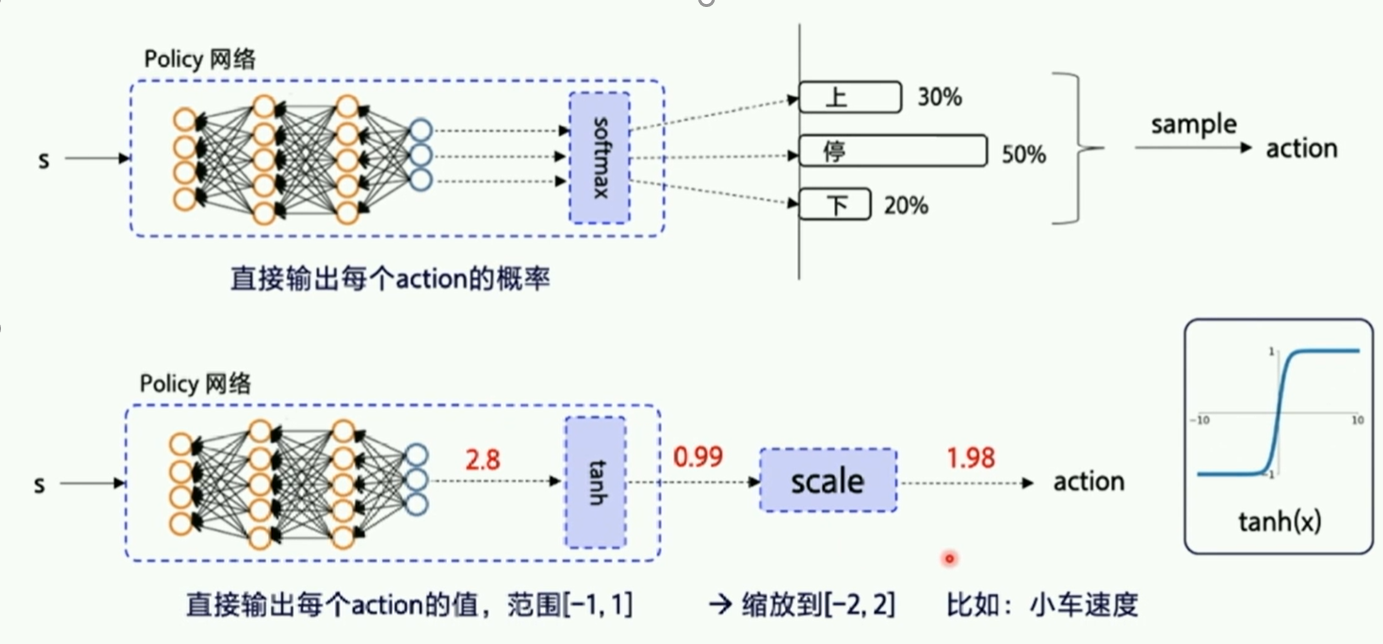 Policy 网络
s
softmax
上 30%
停 50%
下 20%
sample
action
直接输出每个action的概率
Policy 网络
s
2.8
tanh
0.99
scale
1.98
action
1
-10
10
-1
tanh(x)
直接输出每个action的值，范围[-1, 1] → 缩放到[-2, 2] 比如：小车速度